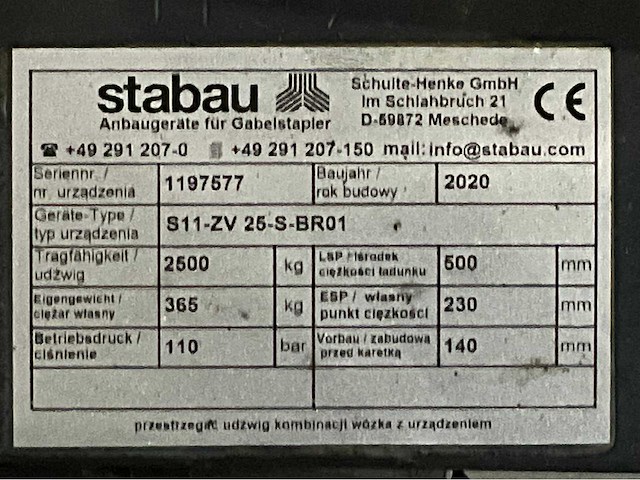 stabau
Schulte-Henke GmbH
Im Schlahbruch 21
D-59872 Meschede
CE
Anbaugeräte für Gabelstapler
☎ +49 291 207-0 +49 291 207-150 mail: info@stabau.com
Seriennr. / nr. urządzenia 1197577 Baujahr / rok budowy 2020
Geräte-Type / typ urządzenia S11-ZV 25-S-BR01
Tragfähigkeit / udźwig 2500 kg LSP / środek ciężkości ładunku 500 mm
Eigengewicht / ciężar własny 365 kg ESP / własny punkt ciężkości 230 mm
Betriebsdruck / ciśnienie 110 bar Vorbau / zabudowa przed karetką 140 mm
przestrzegać udźwig kombinacji wózka z urządzeniem